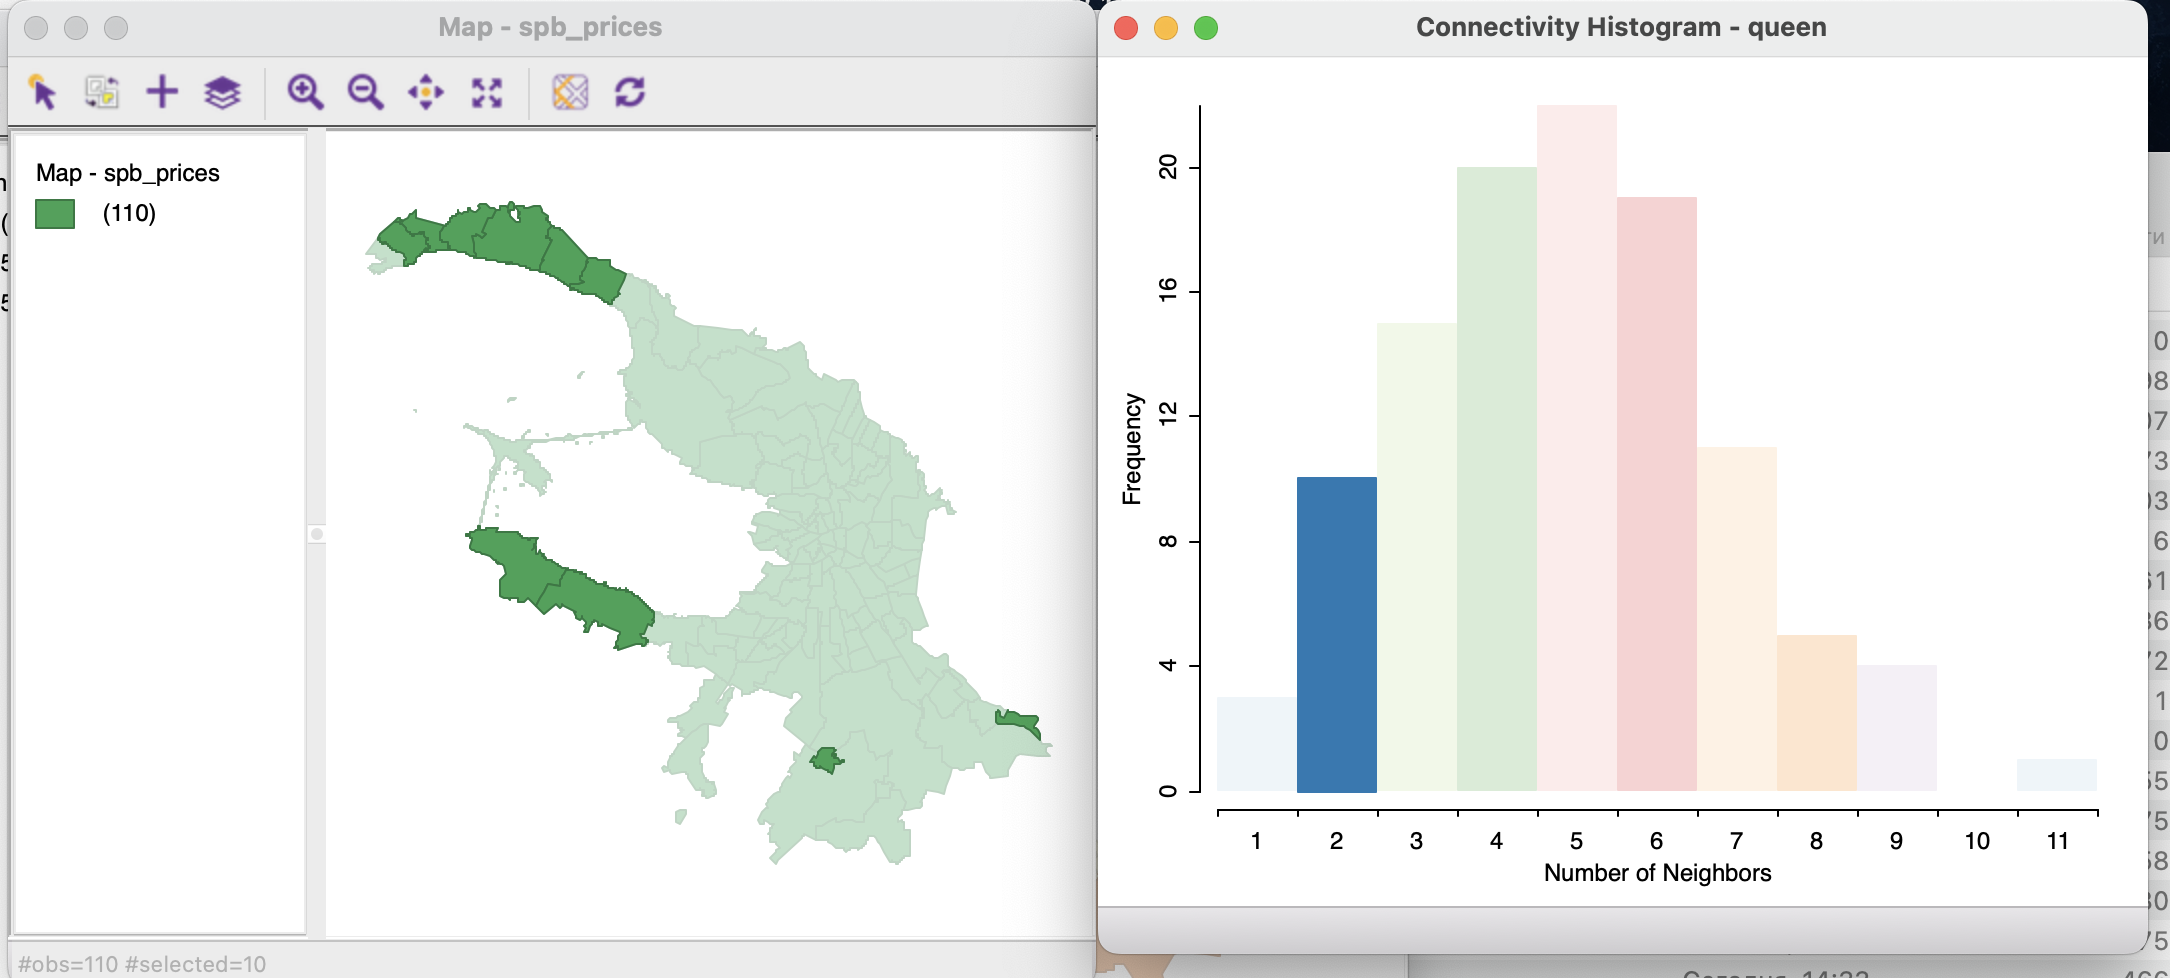 Map - spb_prices
Map - spb_prices
(110)
#obs=110 #selected=10
Connectivity Histogram - queen
Frequency
20
16
12
8
4
0
1 2 3 4 5 6 7 8 9 10 11
Number of Neighbors